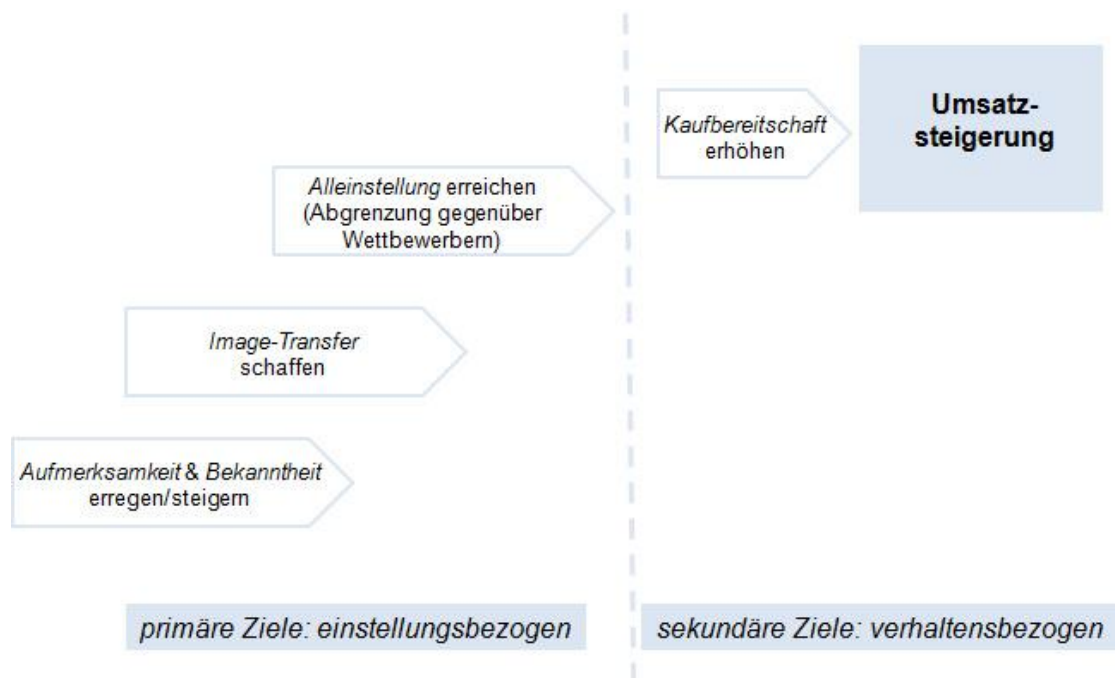 Umsatz-
steigerung
Kaufbereitschaft
erhöhen
Alleinstellung erreichen
(Abgrenzung gegenüber
Wettbewerbern)
Image-Transfer
schaffen
Aufmerksamkeit & Bekanntheit
erregen/steigern
primäre Ziele: einstellungsbezogen
sekundäre Ziele: verhaltensbezogen